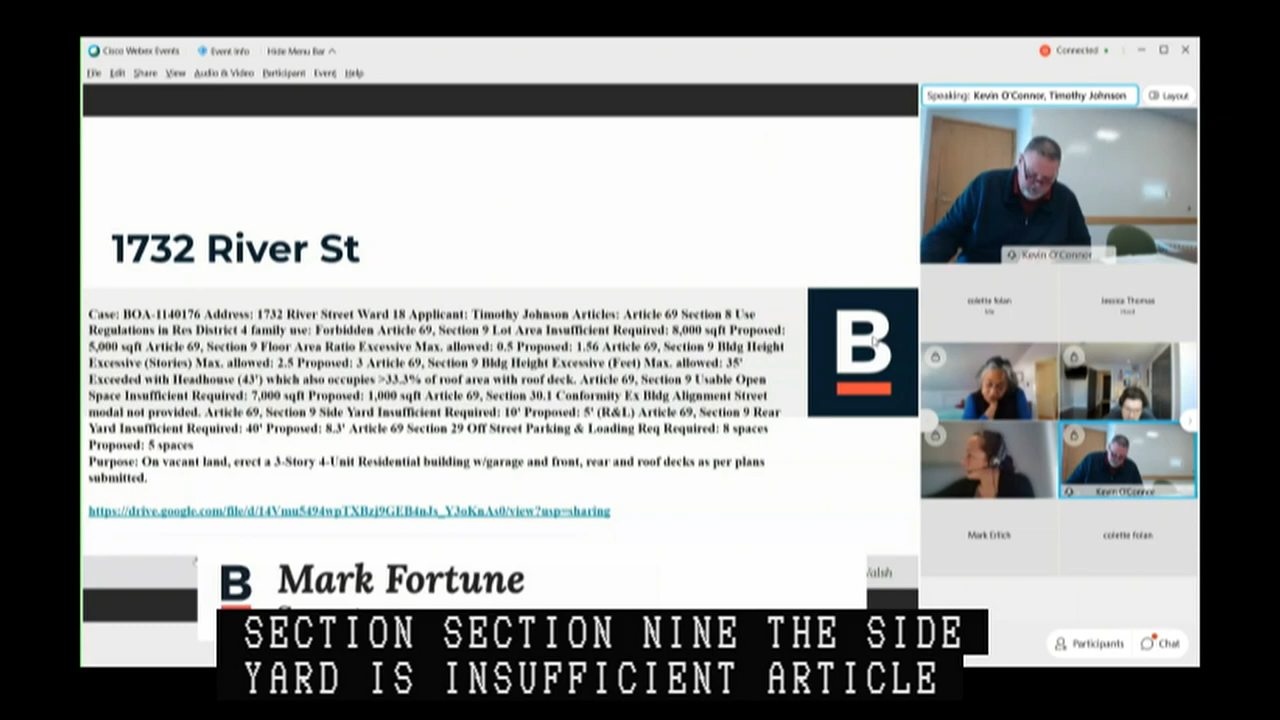 Cisco Webex Events
Event Info
Hide Menu Bar
Connected
File Edit Share View Audio & Video Participant Event Help
Speaking: Kevin O'Connor, Timothy Johnson
Layout
1732 River St
Kevin O'Connor
colette folan
Me
Jessica Thomas
Host
Case: BOA-1140176 Address: 1732 River Street Ward 18 Applicant: Timothy Johnson Articles: Article 69 Section 8 Use
Regulations in Res District 4 family use: Forbidden Article 69, Section 9 Lot Area Insufficient Required: 8,000 sqft Proposed:
5,000 sqft Article 69, Section 9 Floor Area Ratio Excessive Max. allowed: 0.5 Proposed: 1.56 Article 69, Section 9 Bldg Height
Excessive (Stories) Max. allowed: 2.5 Proposed: 3 Article 69, Section 9 Bldg Height Excessive (Feet) Max. allowed: 35'
Exceeded with Headhouse (43') which also occupies >33.3% of roof area with roof deck. Article 69, Section 9 Usable Open
Space Insufficient Required: 7,000 sqft Proposed: 1,000 sqft Article 69, Section 30.1 Conformity Ex Bldg Alignment Street
modal not provided. Article 69, Section 9 Side Yard Insufficient Required: 10' Proposed: 5' (R&L) Article 69, Section 9 Rear
Yard Insufficient Required: 40' Proposed: 8.3' Article 69 Section 29 Off Street Parking & Loading Req Required: 8 spaces
Proposed: 5 spaces
Purpose: On vacant land, erect a 3-Story 4-Unit Residential building w/garage and front, rear and roof decks as per plans
submitted.
B
https://drive.google.com/file/d/14Vmu5494wpTXBzj9GEB4nJs_Y3oKnAs0/view?usp=sharing
Kevin O'Connor
Mark Erlich
colette folan
Walsh
B
Mark Fortune
SECTION SECTION NINE THE SIDE
YARD IS INSUFFICIENT ARTICLE
Participants
Chat